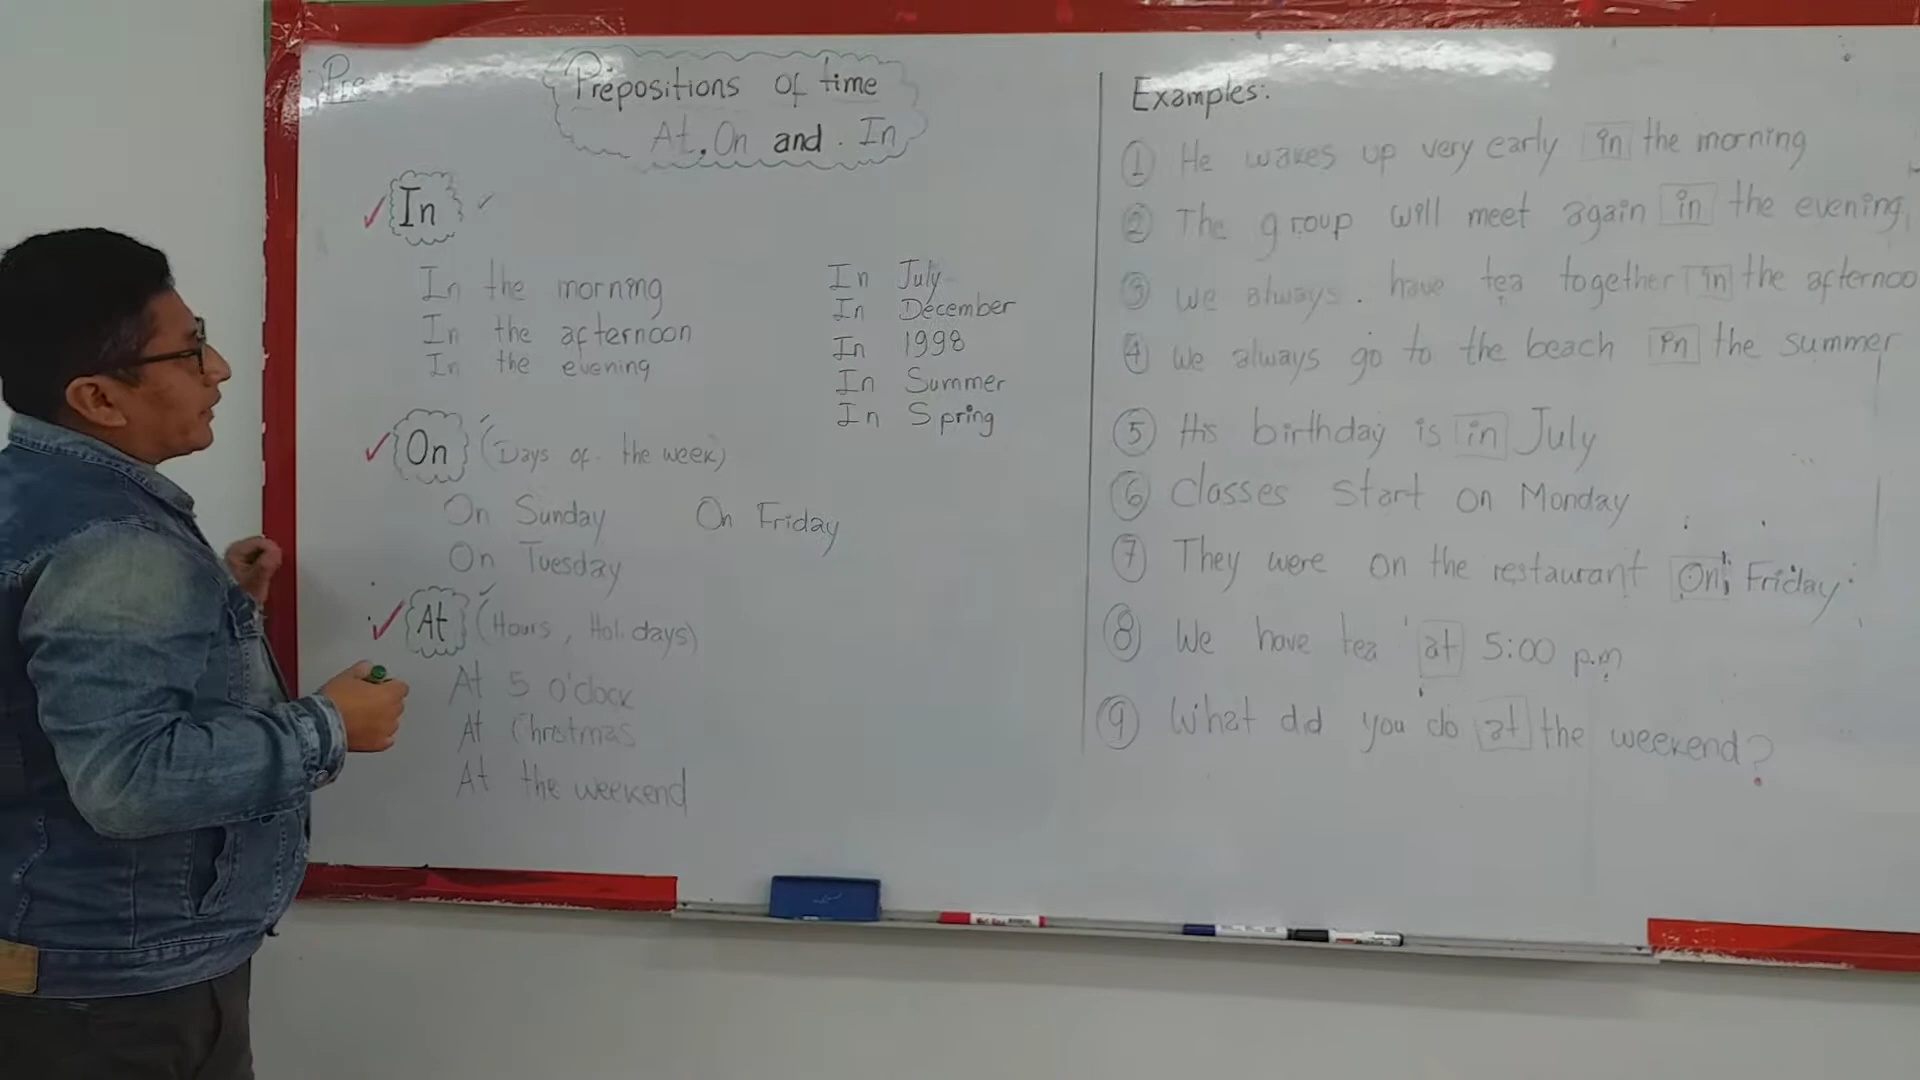 Pre
Prepositions of time
At, On and . In
In
In the morning
In the afternoon
In the evening
In July
In December
In 1998
In Summer
In Spring
On (Days of the week)
On Sunday
On Friday
On Tuesday
At (Hours, Holidays)
At 5 o'clock
At Christmas
At the weekend
Examples:
1 He wakes up very early in the morning
2 The group will meet again in the evening,
3 We always . have tea together in the afternoo
4 We always go to the beach in the summer
5 His birthday is in July
6 Classes start on Monday
7 They were on the restaurant On Friday
8 We have tea at 5:00 p.m
9 What did you do at the weekend?